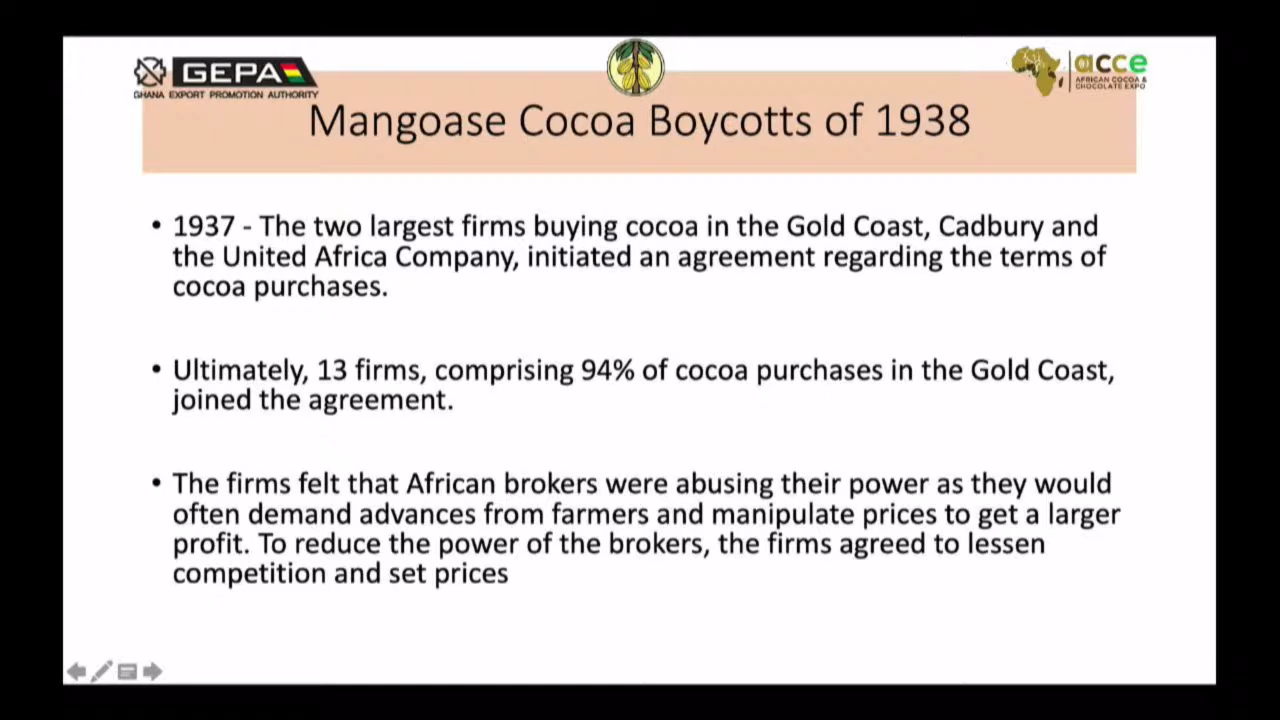 GEPA
GHANA EXPORT PROMOTION AUTHORITY
acce
AFRICAN COCOA &
CHOCOLATE EXPO
Mangoase Cocoa Boycotts of 1938
• 1937 - The two largest firms buying cocoa in the Gold Coast, Cadbury and
the United Africa Company, initiated an agreement regarding the terms of
cocoa purchases.
• Ultimately, 13 firms, comprising 94% of cocoa purchases in the Gold Coast,
joined the agreement.
• The firms felt that African brokers were abusing their power as they would
often demand advances from farmers and manipulate prices to get a larger
profit. To reduce the power of the brokers, the firms agreed to lessen
competition and set prices